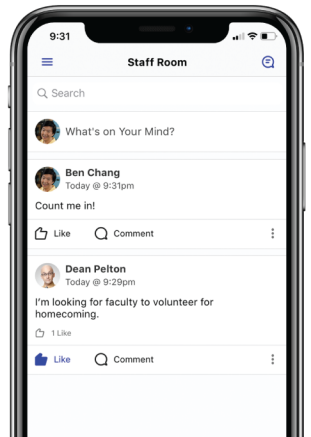 9:31
Staff Room
Search
What's on Your Mind?
Ben Chang
Today @ 9:31pm
Count me in!
Like Comment
Dean Pelton
Today @ 9:29pm
I'm looking for faculty to volunteer for
homecoming.
1 Like
Like Comment